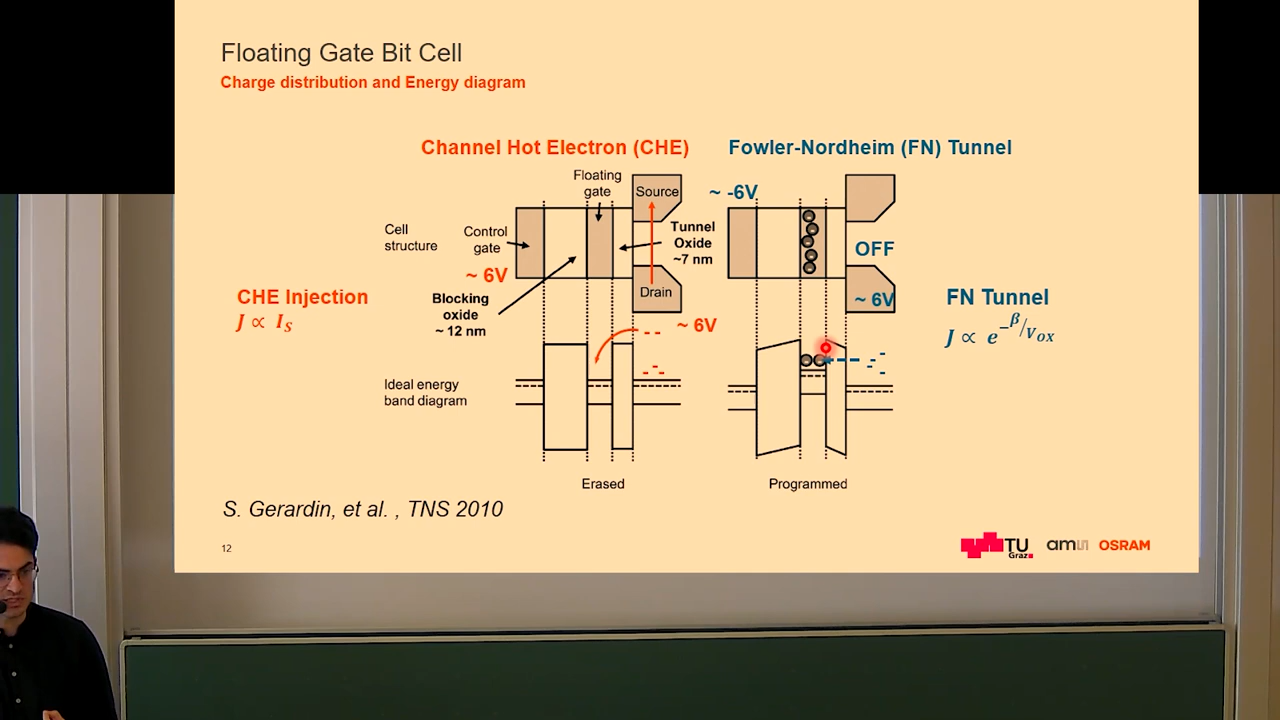 Floating Gate Bit Cell
Charge distribution and Energy diagram
Channel Hot Electron (CHE)
Fowler-Nordheim (FN) Tunnel
Floating
gate
Source
~ -6V
Cell
structure
Control
gate
Tunnel
Oxide
~7 nm
OFF
~ 6V
Drain
~ 6V
CHE Injection
J ∝ I_S
Blocking
oxide
~ 12 nm
~ 6V
FN Tunnel
J ∝ e^{-β/V_{OX}}
Ideal energy
band diagram
Erased
Programmed
S. Gerardin, et al. , TNS 2010
12
TU
Graz
amu
OSRAM